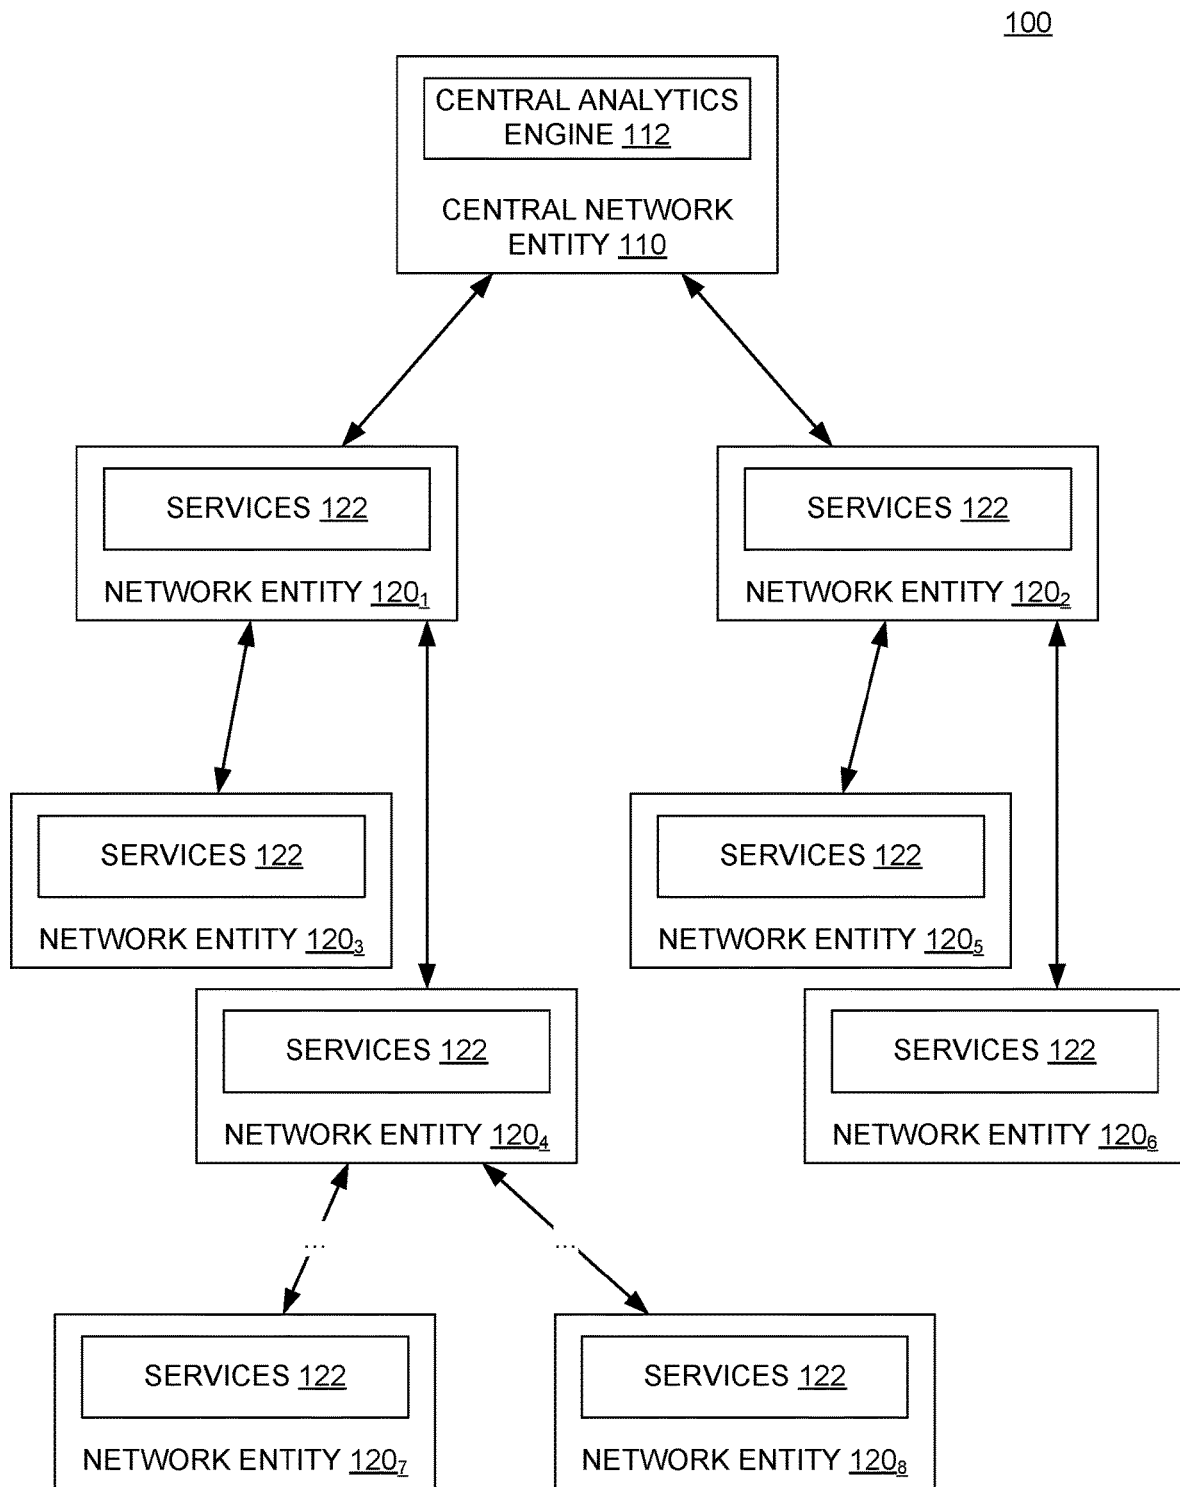 100
CENTRAL ANALYTICS
ENGINE 112
CENTRAL NETWORK
ENTITY 110
SERVICES 122
NETWORK ENTITY 120₁
SERVICES 122
NETWORK ENTITY 120₂
SERVICES 122
NETWORK ENTITY 120₃
SERVICES 122
NETWORK ENTITY 120₅
SERVICES 122
NETWORK ENTITY 120₄
SERVICES 122
NETWORK ENTITY 120₆
...
...
SERVICES 122
NETWORK ENTITY 120₇
SERVICES 122
NETWORK ENTITY 120₈